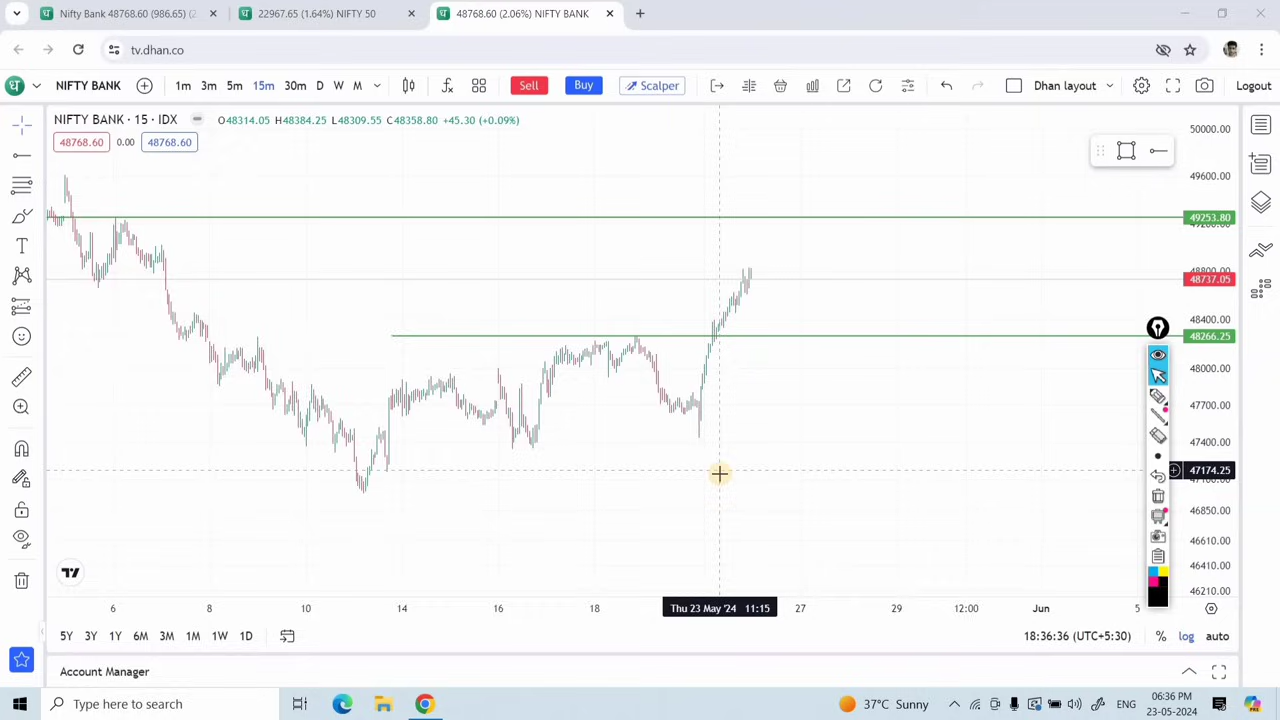 Nifty Bank 48768.60 (986.65) (2
22967.65 (1.64%) NIFTY 50
48768.60 (2.06%) NIFTY BANK
tv.dhan.co
ध NIFTY BANK 1m 3m 5m 15m 30m D W M Sell Buy Scalper Dhan layout Logout
NIFTY BANK · 15 · IDX O48314.05 H48384.25 L48309.55 C48358.80 +45.30 (+0.09%)
48768.60 0.00 48768.60
50000.00
49600.00
49253.80
49200.00
48800.00
48737.05
48400.00
48266.25
48000.00
47700.00
47400.00
47174.25
46850.00
46610.00
46410.00
46210.00
6 8 10 14 16 18 Thu 23 May '24 11:15 27 29 12:00 Jun 5
5Y 3Y 1Y 6M 3M 1M 1W 1D 18:36:36 (UTC+5:30) % log auto
Account Manager
Type here to search 37°C Sunny ENG 06:36 PM
23-05-2024